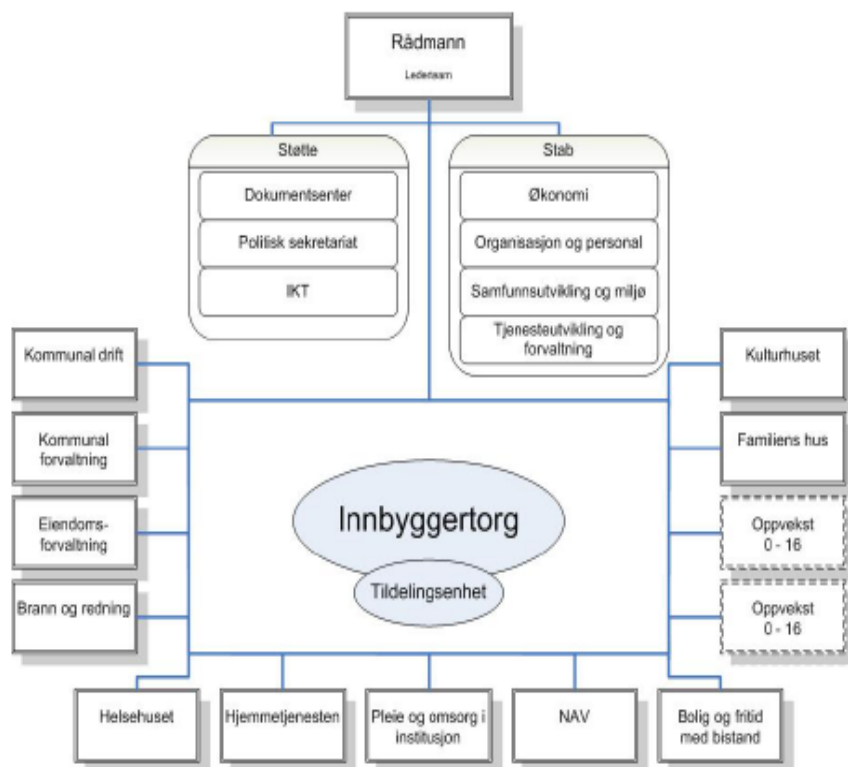 Rådmann
Lederteam
Støtte
Dokumentsenter
Politisk sekretariat
IKT
Stab
Økonomi
Organisasjon og personal
Samfunnsutvikling og miljø
Tjenesteutvikling og
forvaltning
Kommunal drift
Kommunal
forvaltning
Eiendoms-
forvaltning
Brann og redning
Innbyggertorg
Tildelingsenhet
Kulturhuset
Familiens hus
Oppvekst
0 - 16
Oppvekst
0 - 16
Helsehuset
Hjemmetjenesten
Pleie og omsorg i
institusjon
NAV
Bolig og fritid
med bistand